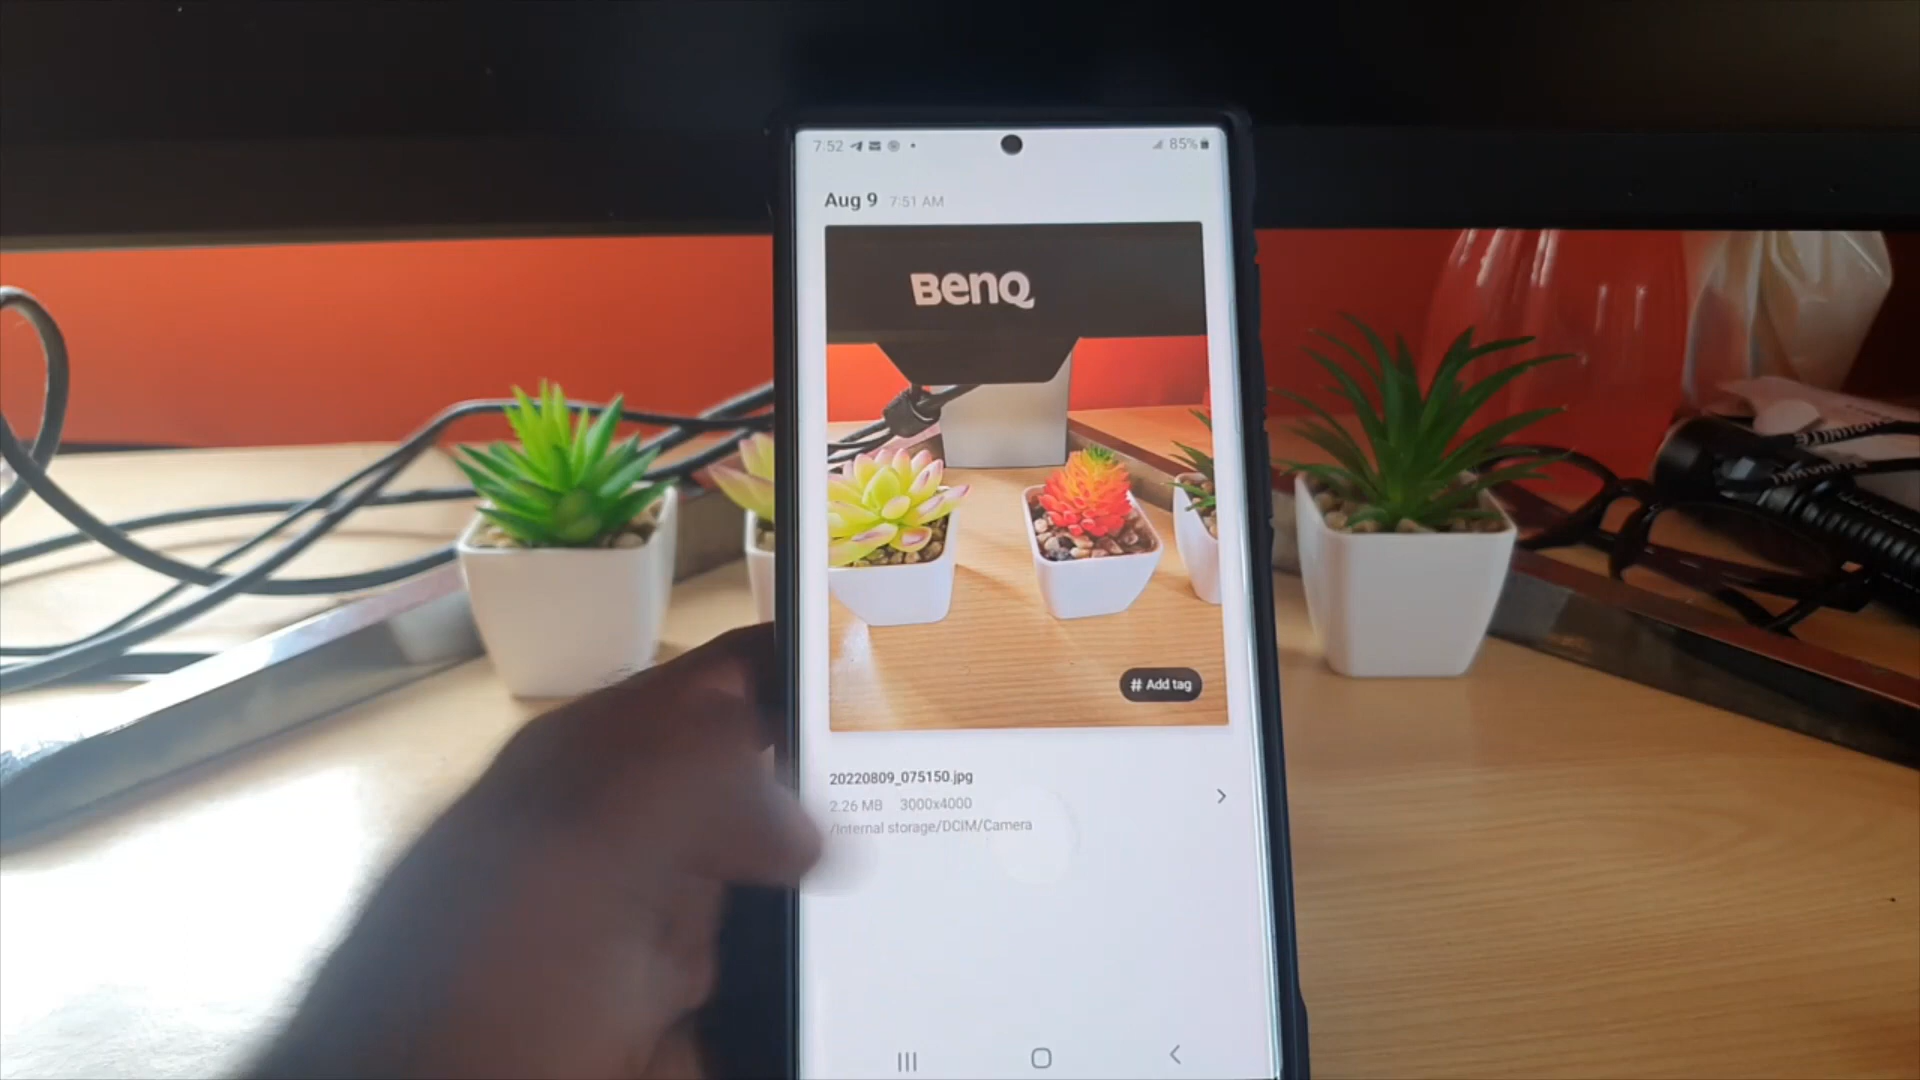 7:52
85%
Aug 9 7:51 AM
BenQ
# Add tag
20220809_075150.jpg
2.26 MB 3000x4000
/Internal storage/DCIM/Camera